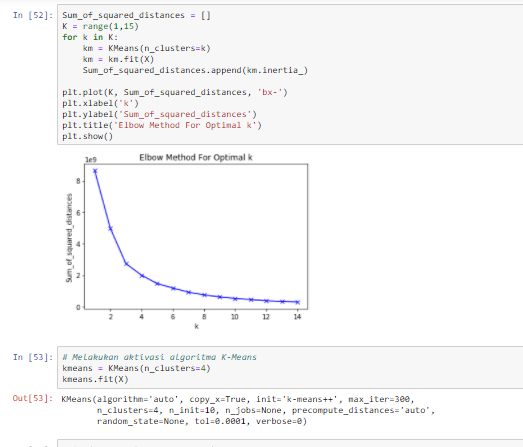 In [52]: Sum_of_squared_distances = []
K = range(1,15)
for k in K:
    km = KMeans(n_clusters=k)
    km = km.fit(X)
    Sum_of_squared_distances.append(km.inertia_)
plt.plot(K, Sum_of_squared_distances, 'bx-')
plt.xlabel('k')
plt.ylabel('Sum_of_squared_distances')
plt.title('Elbow Method For Optimal k')
plt.show()
Elbow Method For Optimal k
1e9
8
6
4
2
0
Sum_of_squared_distances
2 4 6 8 10 12 14
k
In [53]: # Melakukan aktivasi algoritma K-Means
kmeans = KMeans(n_clusters=4)
kmeans.fit(X)
Out[53]: KMeans(algorithm='auto', copy_x=True, init='k-means++', max_iter=300,
       n_clusters=4, n_init=10, n_jobs=None, precompute_distances='auto',
       random_state=None, tol=0.0001, verbose=0)